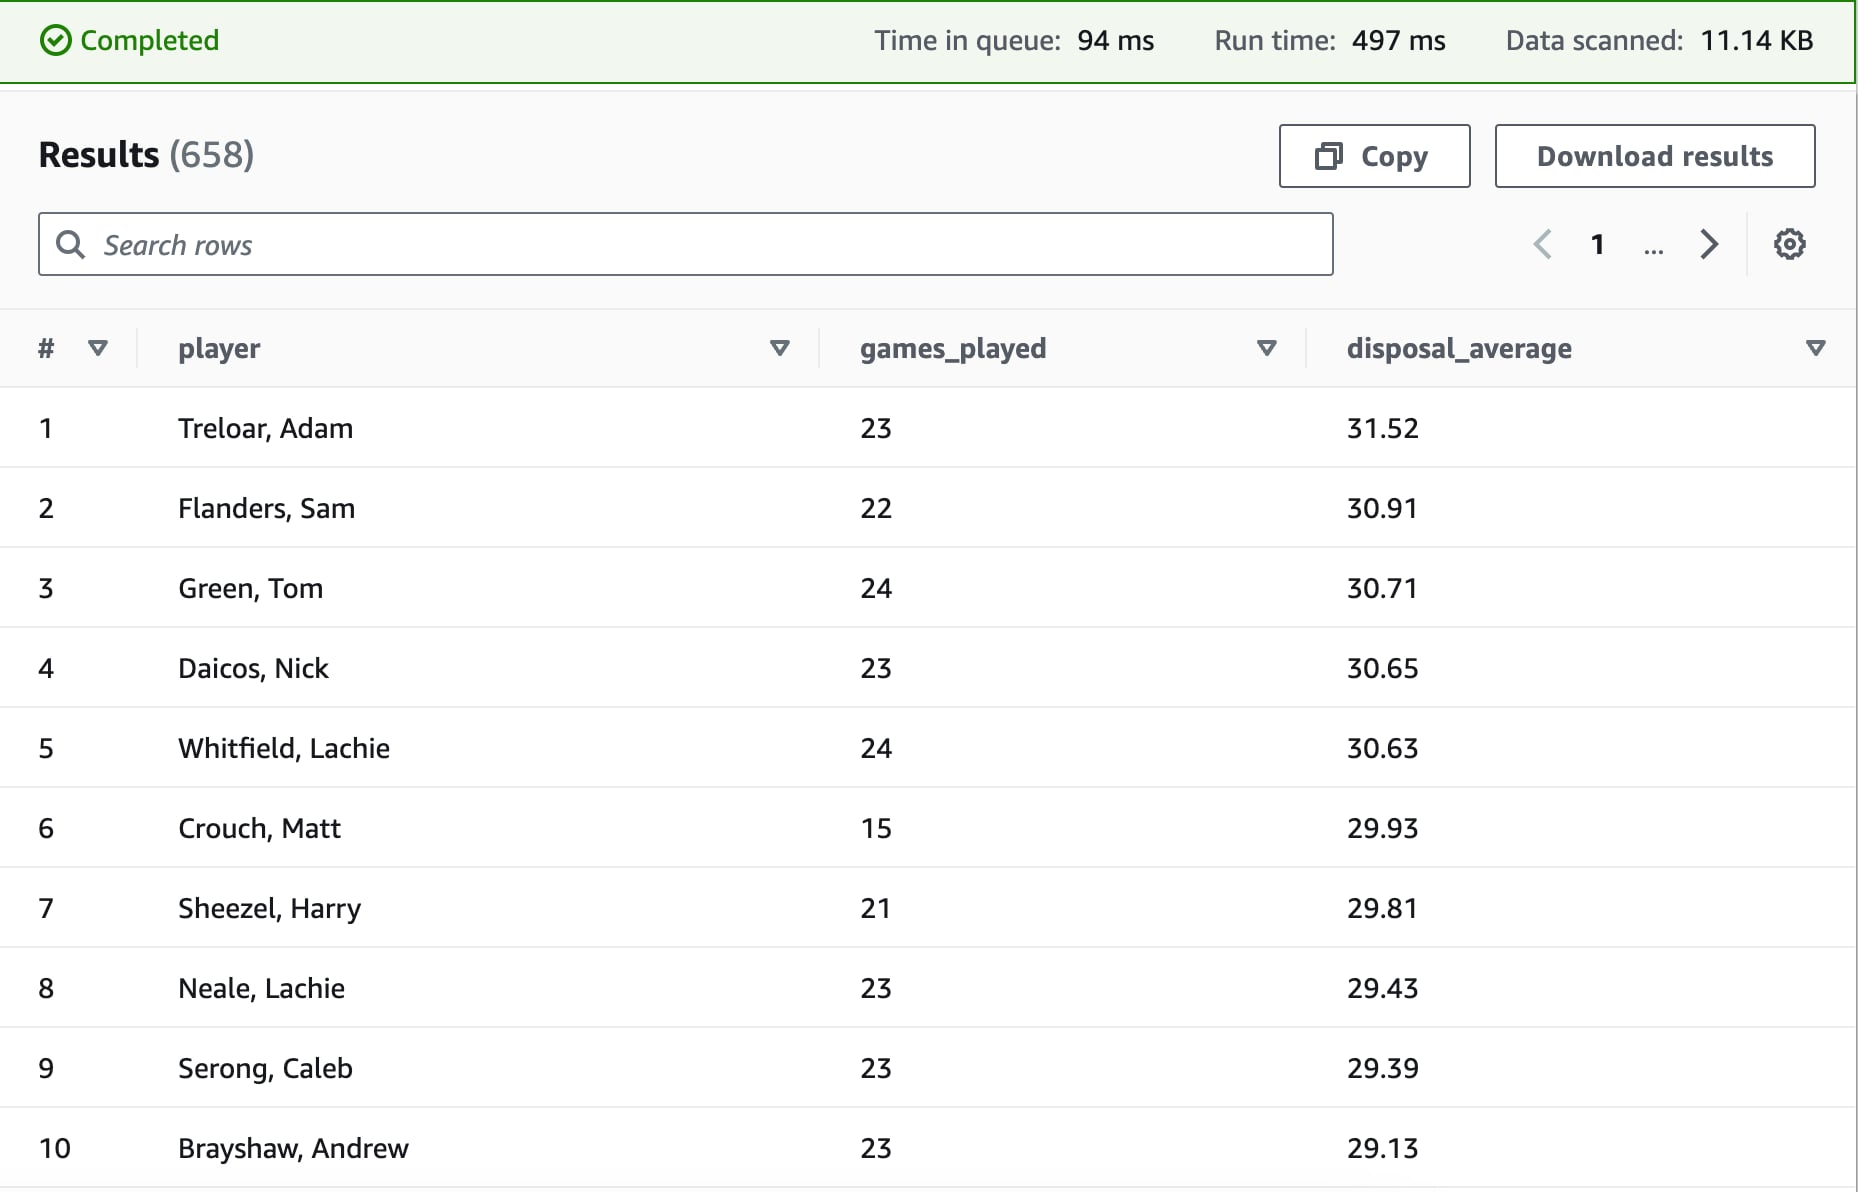 Completed Time in queue: 94 ms Run time: 497 ms Data scanned: 11.14 KB
Results (658) Copy Download results
Search rows 1 ...
# player games_played disposal_average
1 Treloar, Adam 23 31.52
2 Flanders, Sam 22 30.91
3 Green, Tom 24 30.71
4 Daicos, Nick 23 30.65
5 Whitfield, Lachie 24 30.63
6 Crouch, Matt 15 29.93
7 Sheezel, Harry 21 29.81
8 Neale, Lachie 23 29.43
9 Serong, Caleb 23 29.39
10 Brayshaw, Andrew 23 29.13